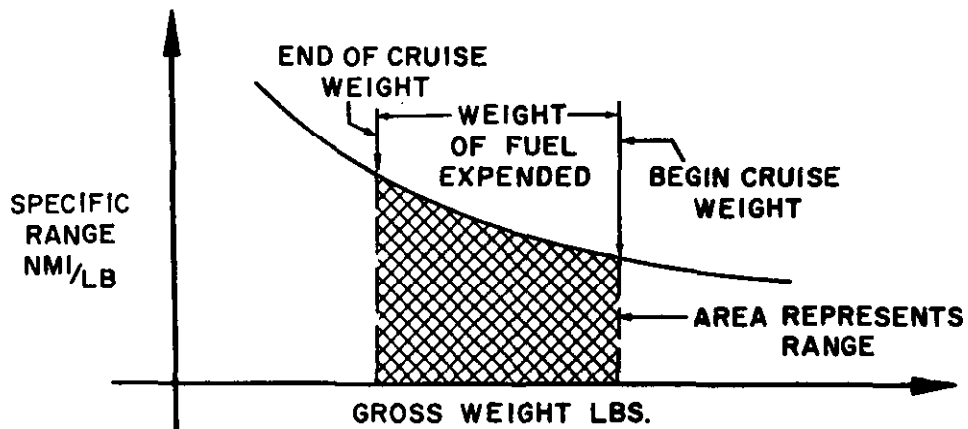 END OF CRUISE
WEIGHT
WEIGHT
OF FUEL
EXPENDED
BEGIN CRUISE
WEIGHT
SPECIFIC
RANGE
NMI/LB
AREA REPRESENTS
RANGE
GROSS WEIGHT LBS.